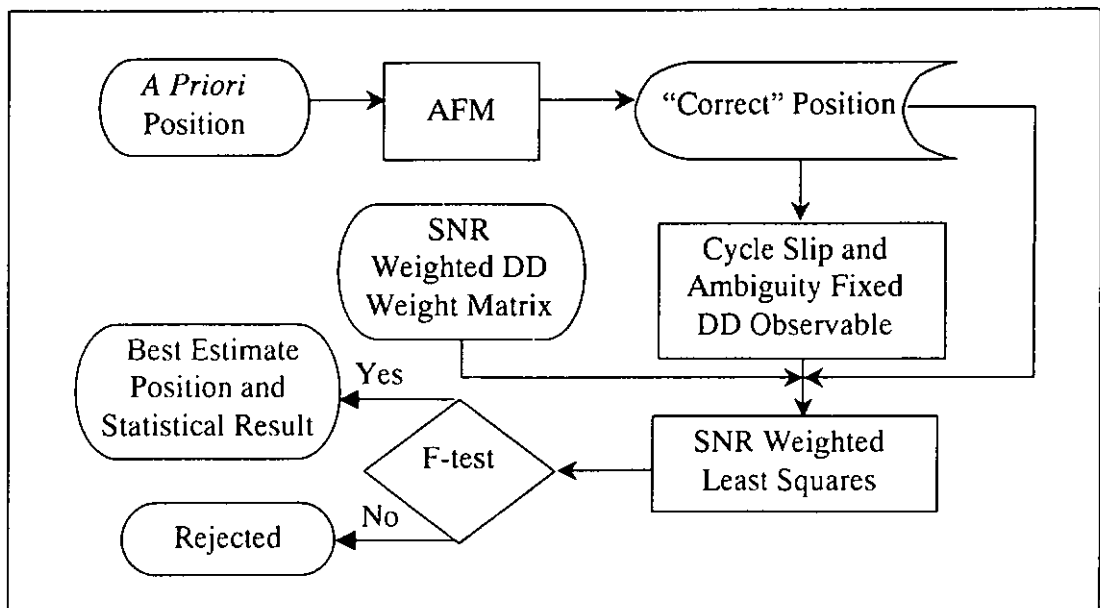 A Priori
Position
AFM
“Correct” Position
SNR
Weighted DD
Weight Matrix
Cycle Slip and
Ambiguity Fixed
DD Observable
Best Estimate
Position and
Statistical Result
Yes
F-test
SNR Weighted
Least Squares
No
Rejected